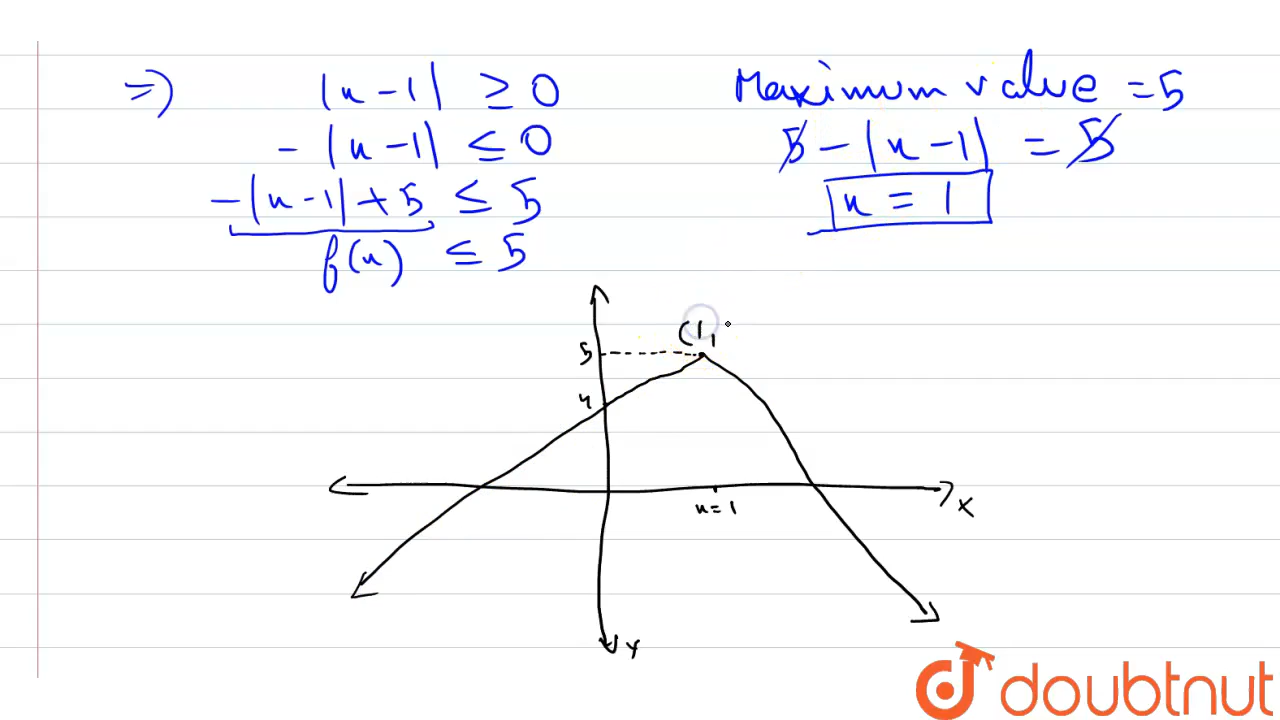 => |x - 1| ≥ 0
- |x - 1| ≤ 0
-|x - 1| + 5 ≤ 5
f(x) ≤ 5
Maximum value = 5
5 - |x - 1| = 5
x = 1
(1,
5
4
x = 1
X
Y
doubtnut